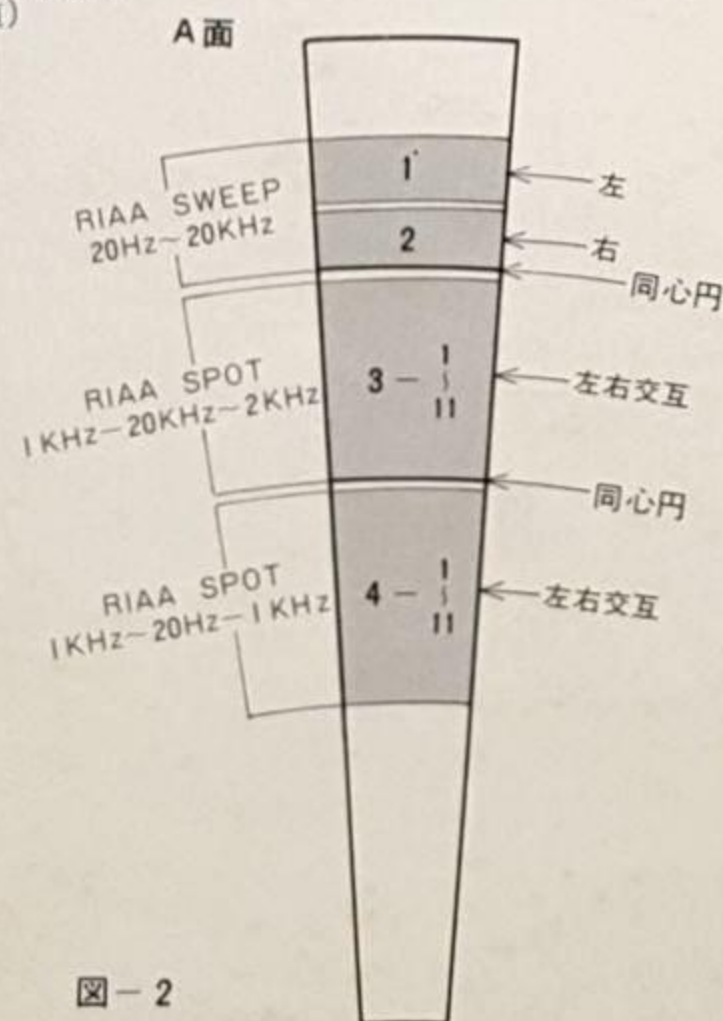 A面
1
左
RIAA SWEEP
20Hz~20KHz
2
右
同心円
RIAA SPOT
1KHz-20KHz-2KHz
3 - 1
~
11
左右交互
同心円
RIAA SPOT
1KHz-20Hz-1KHz
4 - 1
~
11
左右交互
図-2